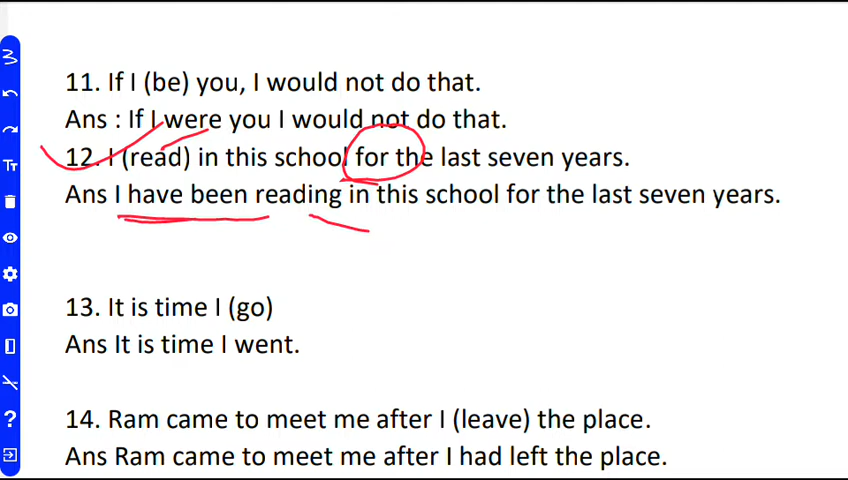 11. If I (be) you, I would not do that.
Ans : If I were you I would not do that.
12. I (read) in this school for the last seven years.
Ans I have been reading in this school for the last seven years.
13. It is time I (go)
Ans It is time I went.
14. Ram came to meet me after I (leave) the place.
Ans Ram came to meet me after I had left the place.